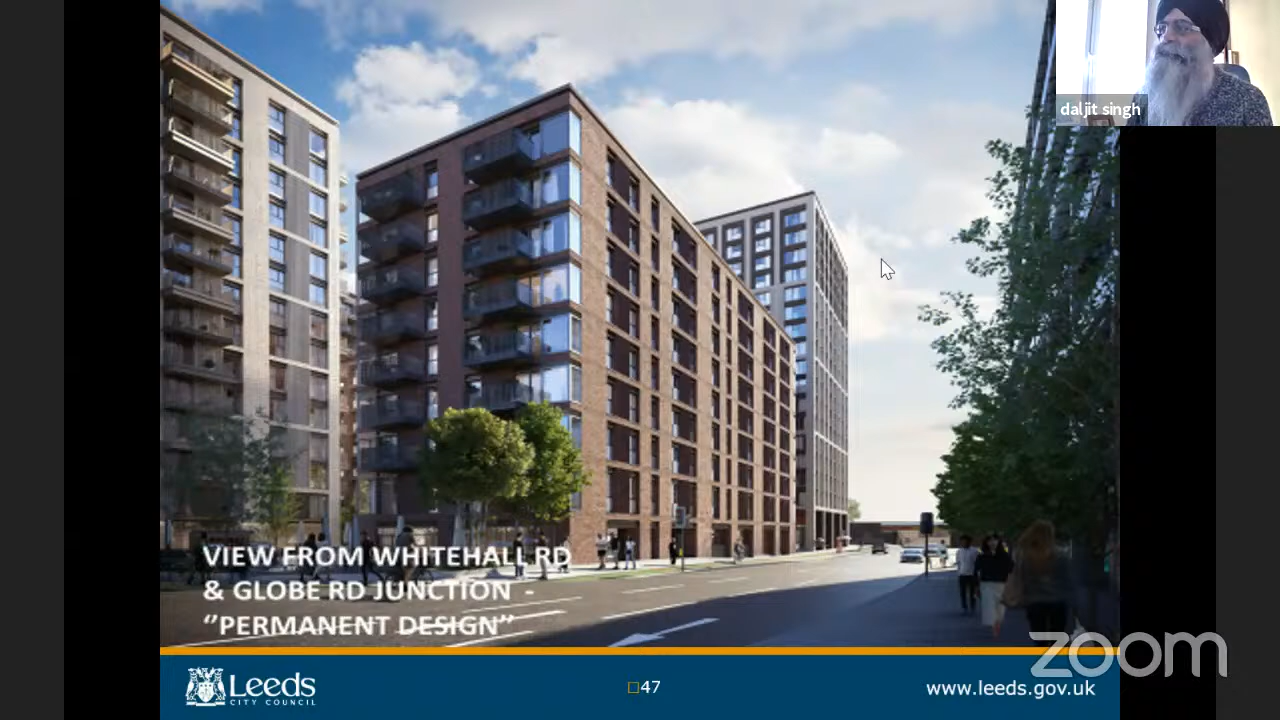 daljit singh
VIEW FROM WHITEHALL RD
& GLOBE RD JUNCTION -
‘’PERMANENT DESIGN’’
zoom
Leeds
CITY COUNCIL
47
www.leeds.gov.uk